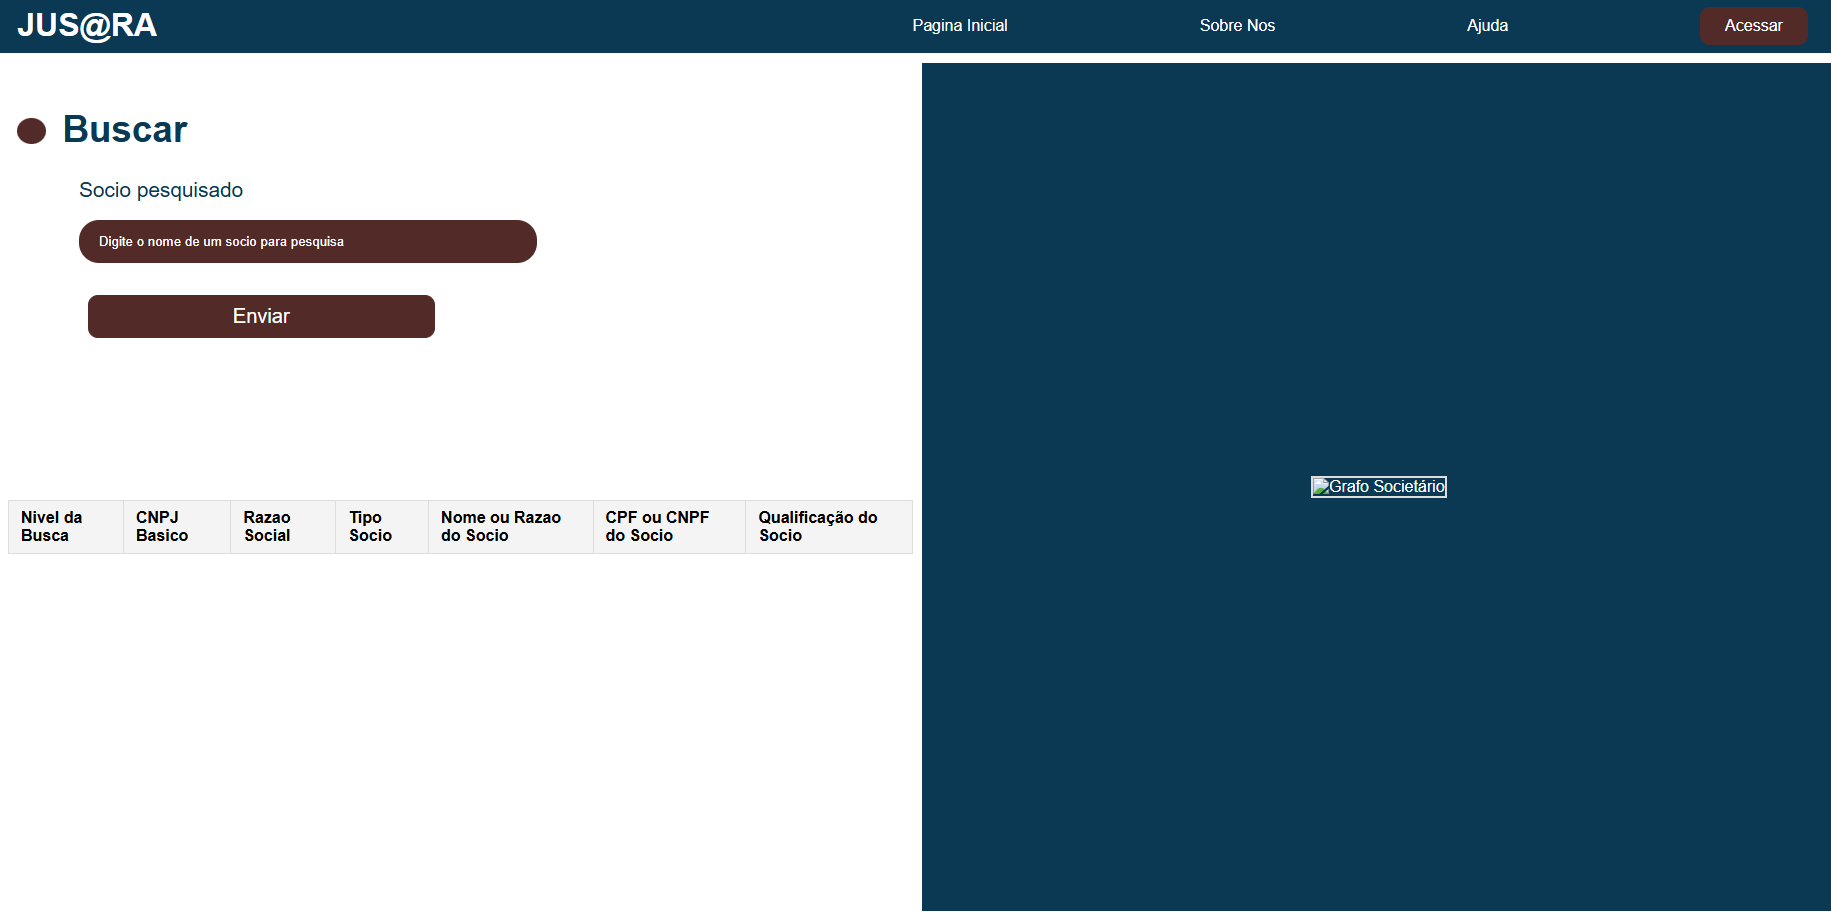 JUS@RA
Pagina Inicial
Sobre Nos
Ajuda
Acessar
Buscar
Socio pesquisado
Digite o nome de um socio para pesquisa
Enviar
Nivel da
Busca
CNPJ
Basico
Razao
Social
Tipo
Socio
Nome ou Razao
do Socio
CPF ou CNPF
do Socio
Qualificação do
Socio
Grafo Societário